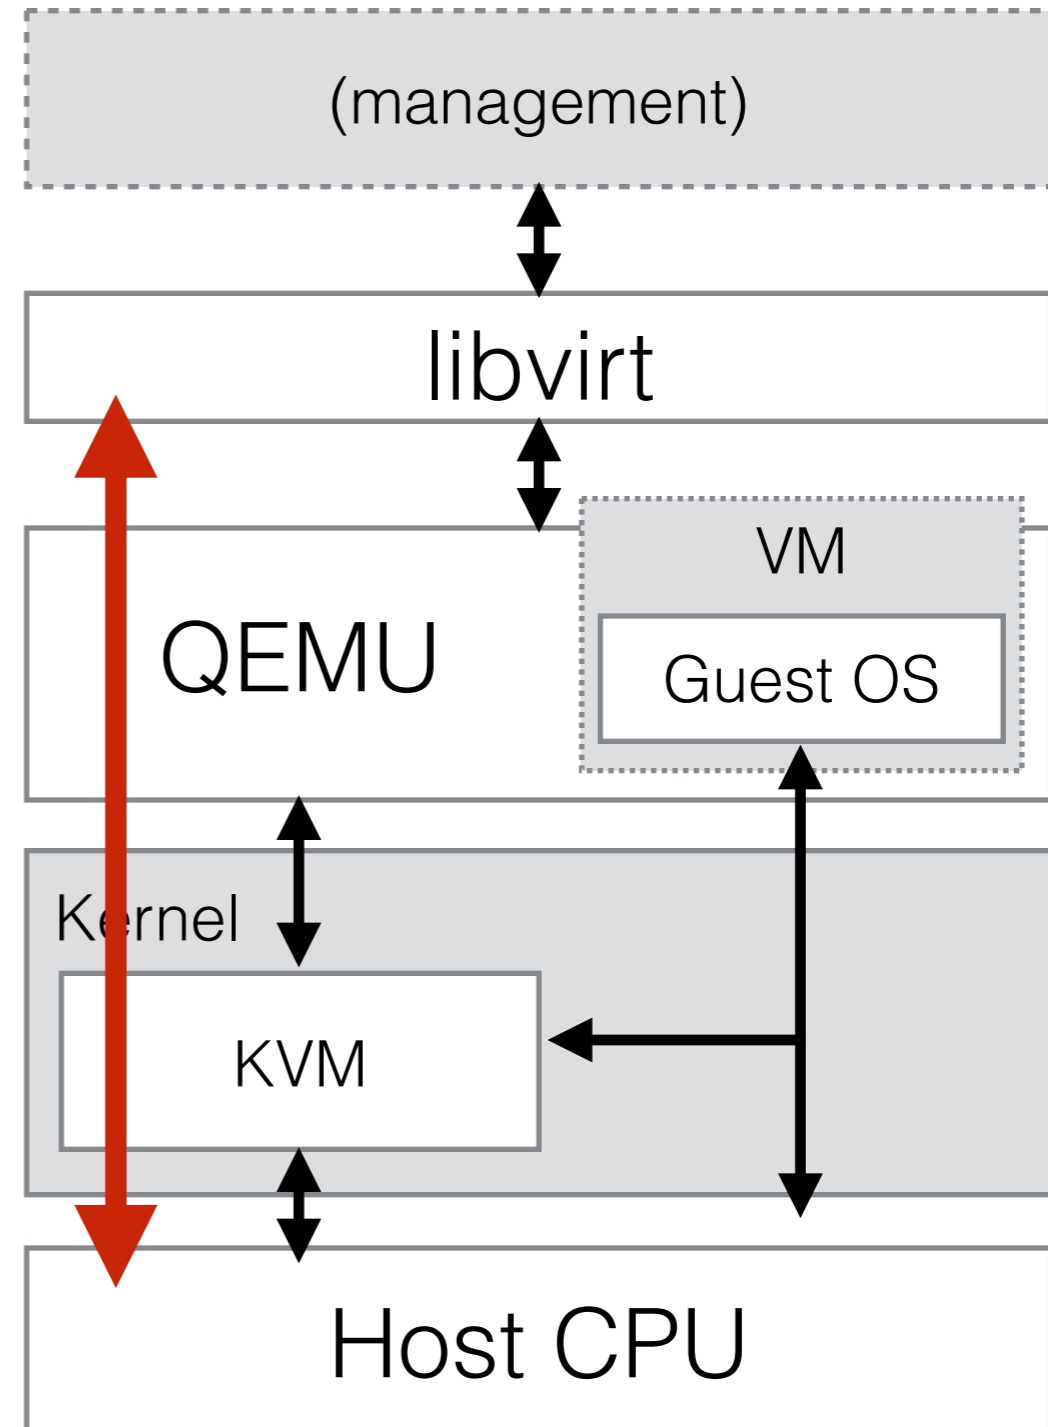 (management)
libvirt
VM
QEMU
Guest OS
Kernel
KVM
Host CPU